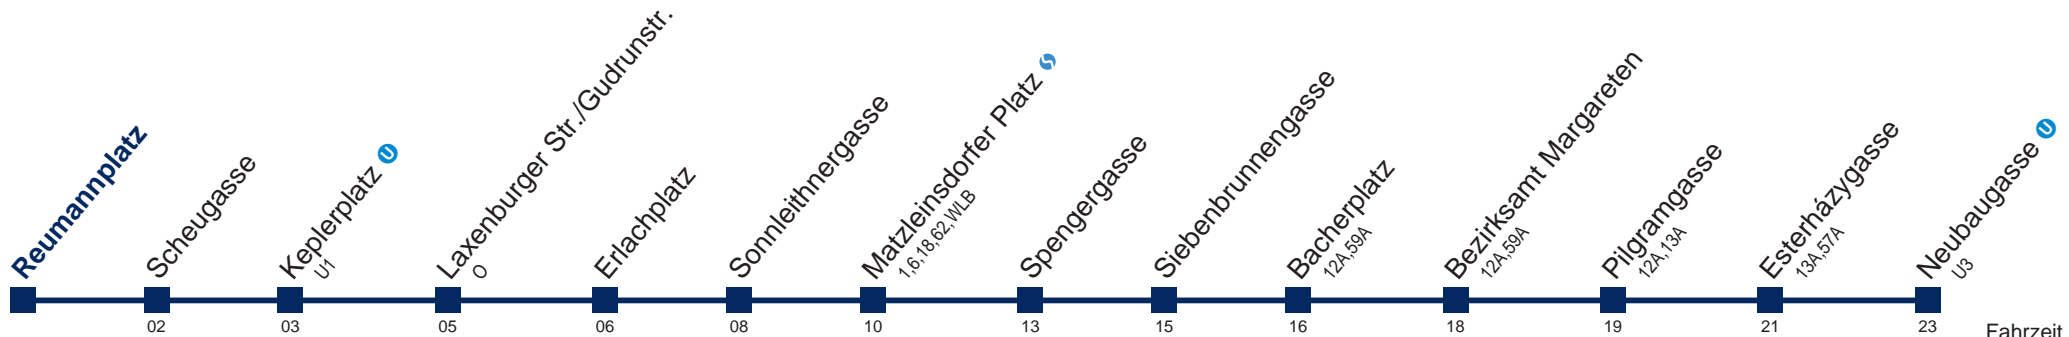 Reumannplatz
Scheugasse
Keplerplatz U
U1
Laxenburger Str./Gudrunstr.
O
Erlachplatz
Sonnleithnergasse
Matzleinsdorfer Platz S
1,6,18,62,WLB
Spengergasse
Siebenbrunnengasse
Bacherplatz
12A,59A
Bezirksamt Margareten
12A,59A
Pilgramgasse
12A,13A
Esterházygasse
13A,57A
Neubaugasse U
U3
02 03 05 06 08 10 13 15 16 18 19 21 23 Fahrzeit